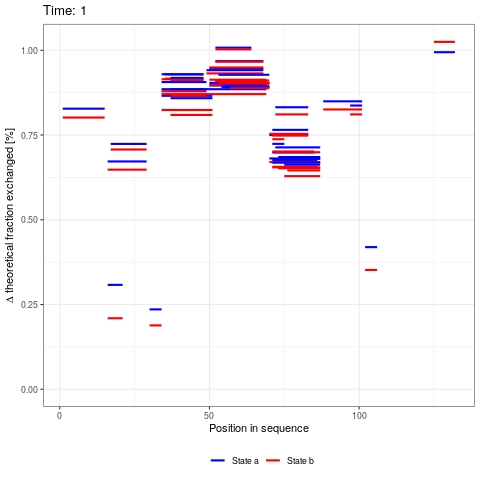 Time: 1
Δ theoretical fraction exchanged [%]
1.00
0.75
0.50
0.25
0.00
0
50
100
Position in sequence
State a
State b